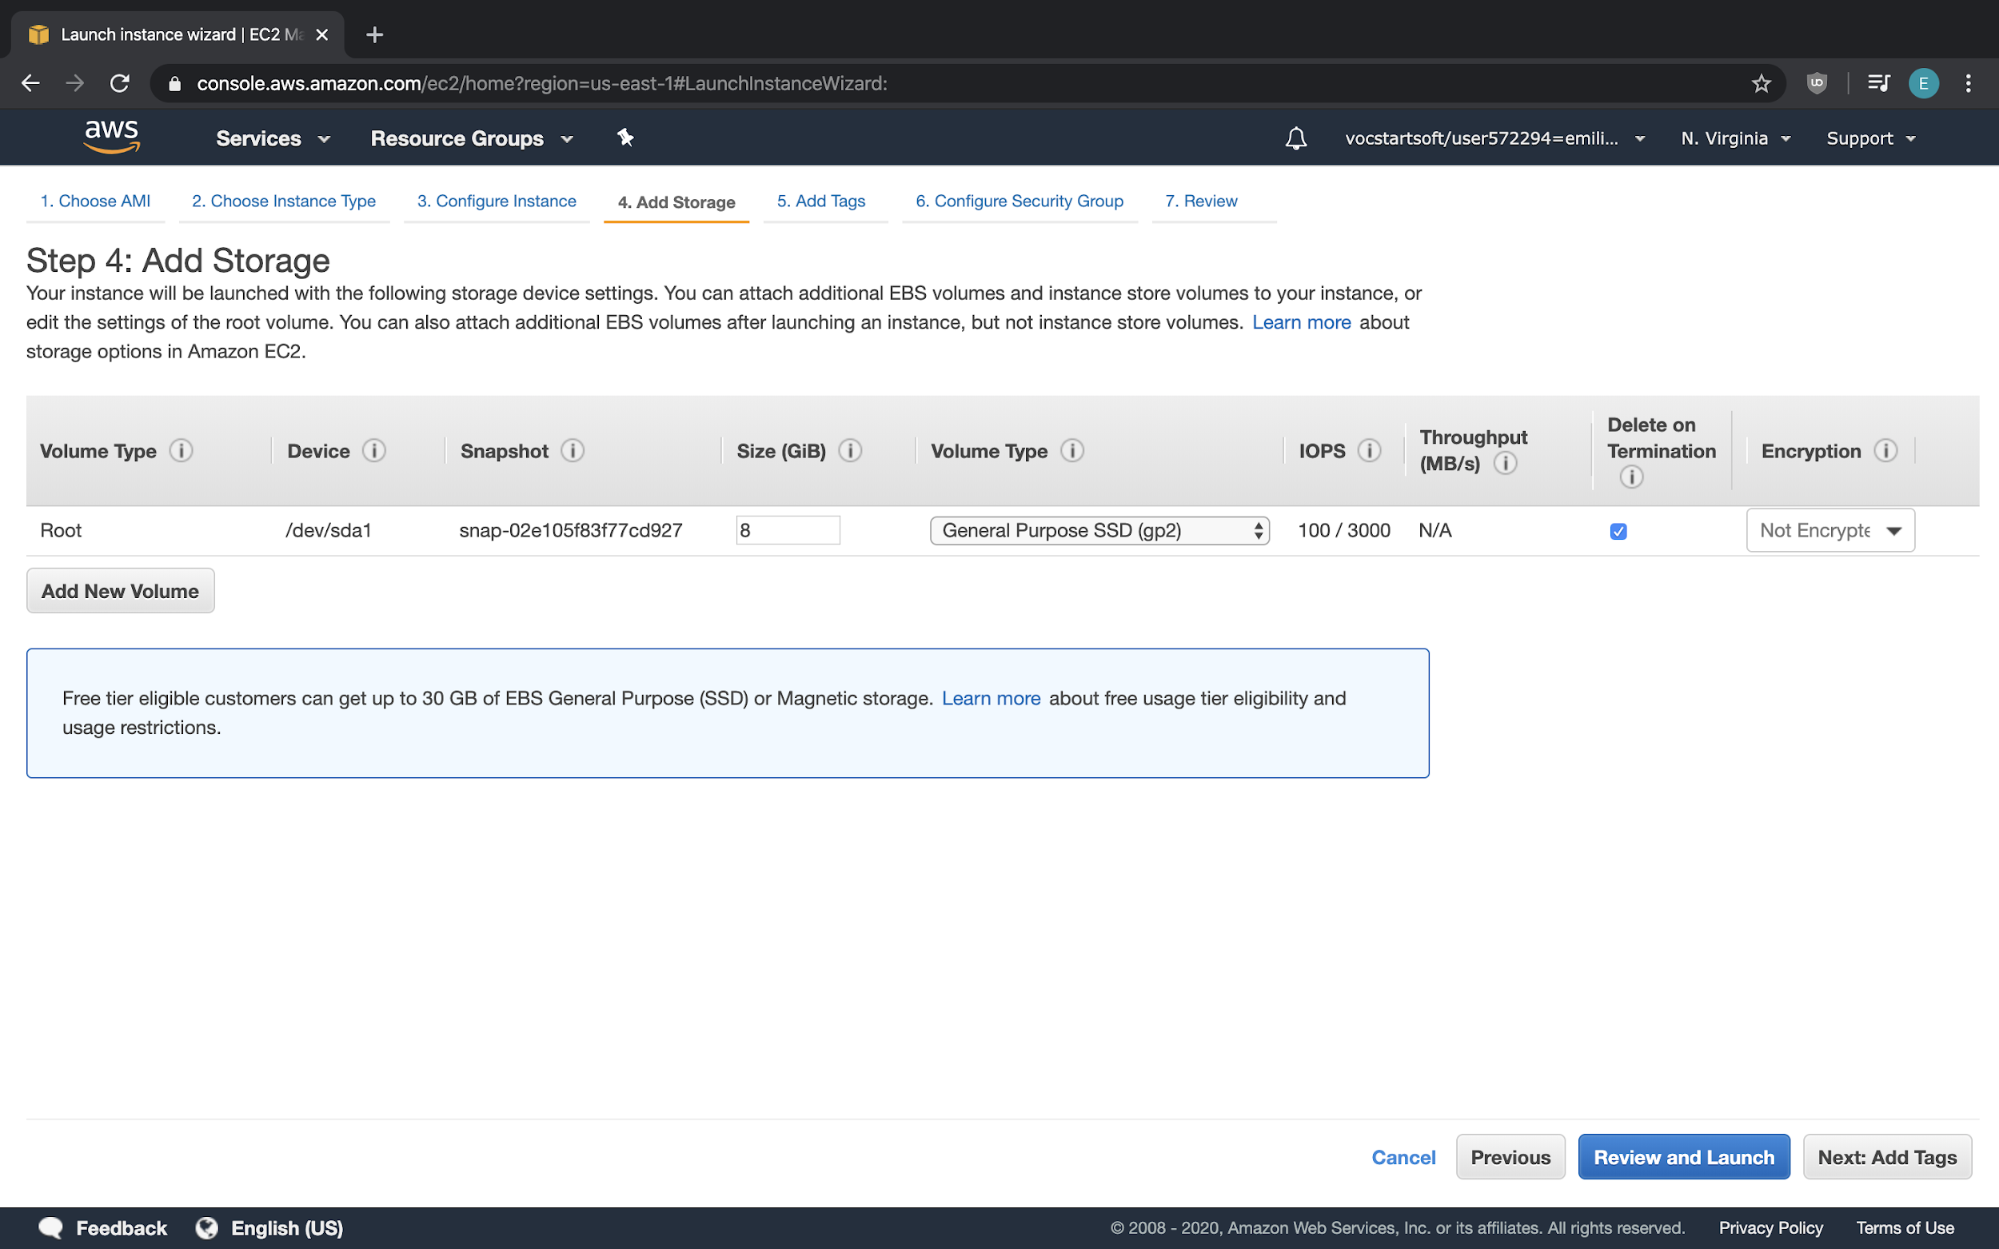 Launch instance wizard | EC2 Ma
console.aws.amazon.com/ec2/home?region=us-east-1#LaunchInstanceWizard:
E
aws
Services
Resource Groups
vocstartsoft/user572294=emili...
N. Virginia
Support
1. Choose AMI
2. Choose Instance Type
3. Configure Instance
4. Add Storage
5. Add Tags
6. Configure Security Group
7. Review
Step 4: Add Storage
Your instance will be launched with the following storage device settings. You can attach additional EBS volumes and instance store volumes to your instance, or
edit the settings of the root volume. You can also attach additional EBS volumes after launching an instance, but not instance store volumes. Learn more about
storage options in Amazon EC2.
Volume Type
Device
Snapshot
Size (GiB)
Volume Type
IOPS
Throughput
(MB/s)
Delete on
Termination
Encryption
Root
/dev/sda1
snap-02e105f83f77cd927
8
General Purpose SSD (gp2)
100 / 3000
N/A
Not Encrypte
Add New Volume
Free tier eligible customers can get up to 30 GB of EBS General Purpose (SSD) or Magnetic storage. Learn more about free usage tier eligibility and
usage restrictions.
Cancel
Previous
Review and Launch
Next: Add Tags
Feedback
English (US)
© 2008 - 2020, Amazon Web Services, Inc. or its affiliates. All rights reserved.
Privacy Policy
Terms of Use